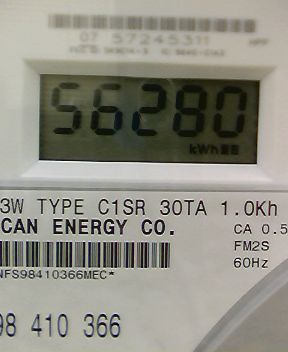 07 57245311
56280
kWh
3W TYPE C1SR 30TA 1.0Kh
CAN ENERGY CO.
CA 0.5
FM2S
60Hz
NFS98410366MEC*
98 410 366